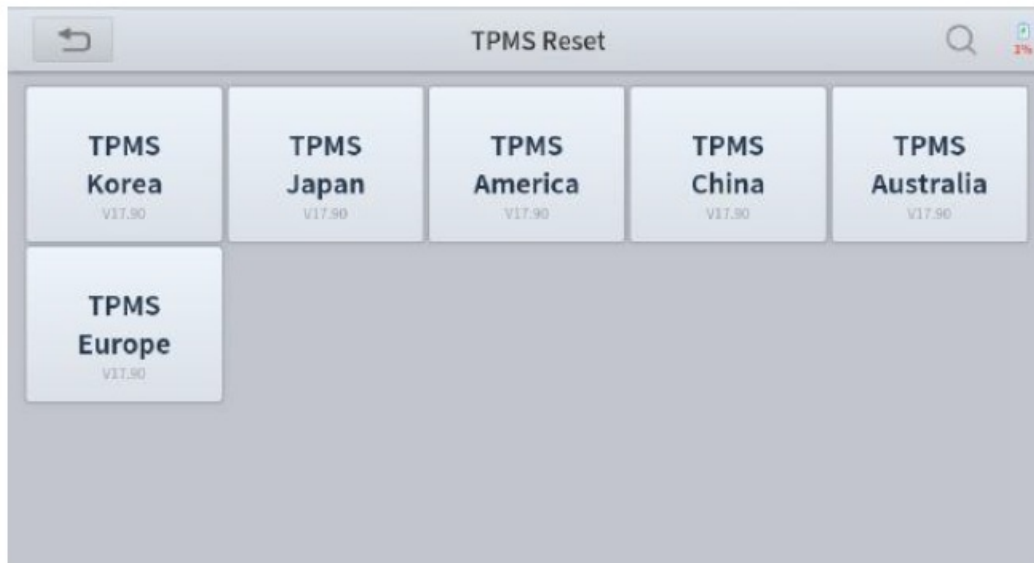 TPMS Reset
TPMS
Korea
V17.90
TPMS
Japan
V17.90
TPMS
America
V17.90
TPMS
China
V17.90
TPMS
Australia
V17.90
TPMS
Europe
V17.90